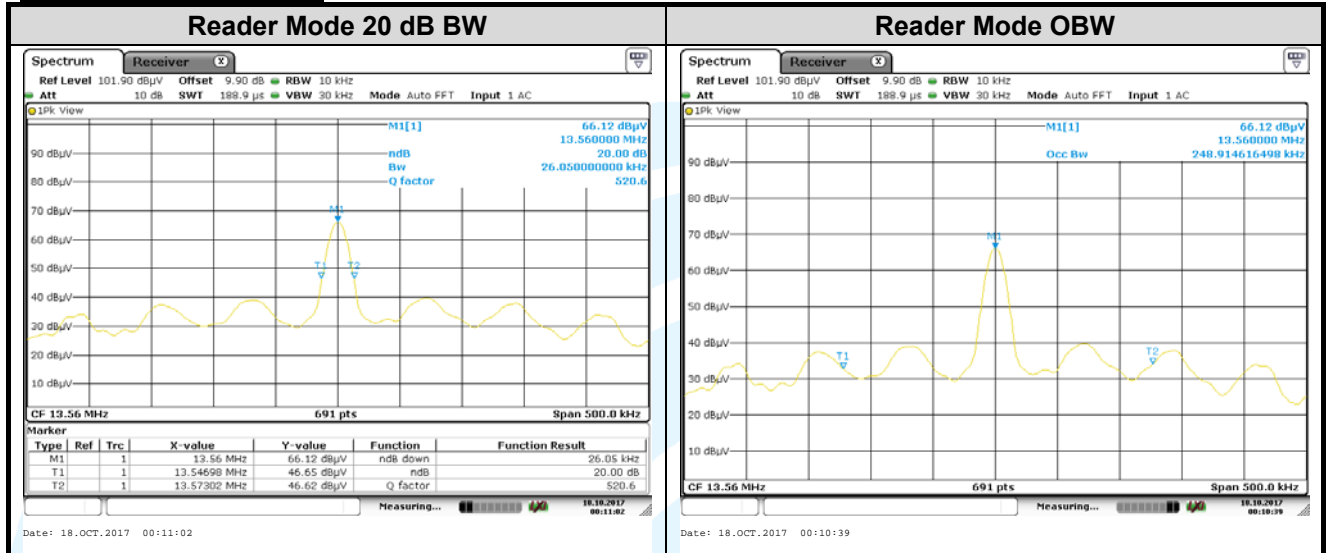 Reader Mode 20 dB BW
Spectrum Receiver X
Ref Level 101.90 dBµV Offset 9.90 dB RBW 10 kHz
Att 10 dB SWT 188.9 µs VBW 30 kHz Mode Auto FFT Input 1 AC
1Pk View
M1[1] 66.12 dBµV
13.560000 MHz
ndB 20.00 dB
Bw 26.050000000 kHz
Q factor 520.6
90 dBµV
80 dBµV
70 dBµV
M1
60 dBµV
50 dBµV
T1 T2
40 dBµV
30 dBµV
20 dBµV
10 dBµV
CF 13.56 MHz 691 pts Span 500.0 kHz
Marker
Type Ref Trc X-value Y-value Function Function Result
M1 1 13.56 MHz 66.12 dBµV ndB down 26.05 kHz
T1 1 13.54698 MHz 46.65 dBµV ndB 20.00 dB
T2 1 13.57302 MHz 46.62 dBµV Q factor 520.6
Measuring... 18.10.2017
00:11:02
Date: 18.OCT.2017 00:11:02
Reader Mode OBW
Spectrum Receiver X
Ref Level 101.90 dBµV Offset 9.90 dB RBW 10 kHz
Att 10 dB SWT 188.9 µs VBW 30 kHz Mode Auto FFT Input 1 AC
1Pk View
M1[1] 66.12 dBµV
13.560000 MHz
Occ Bw 248.914616498 kHz
90 dBµV
80 dBµV
70 dBµV
M1
60 dBµV
50 dBµV
40 dBµV
T1 T2
30 dBµV
20 dBµV
10 dBµV
CF 13.56 MHz 691 pts Span 500.0 kHz
Measuring... 18.10.2017
00:10:39
Date: 18.OCT.2017 00:10:39